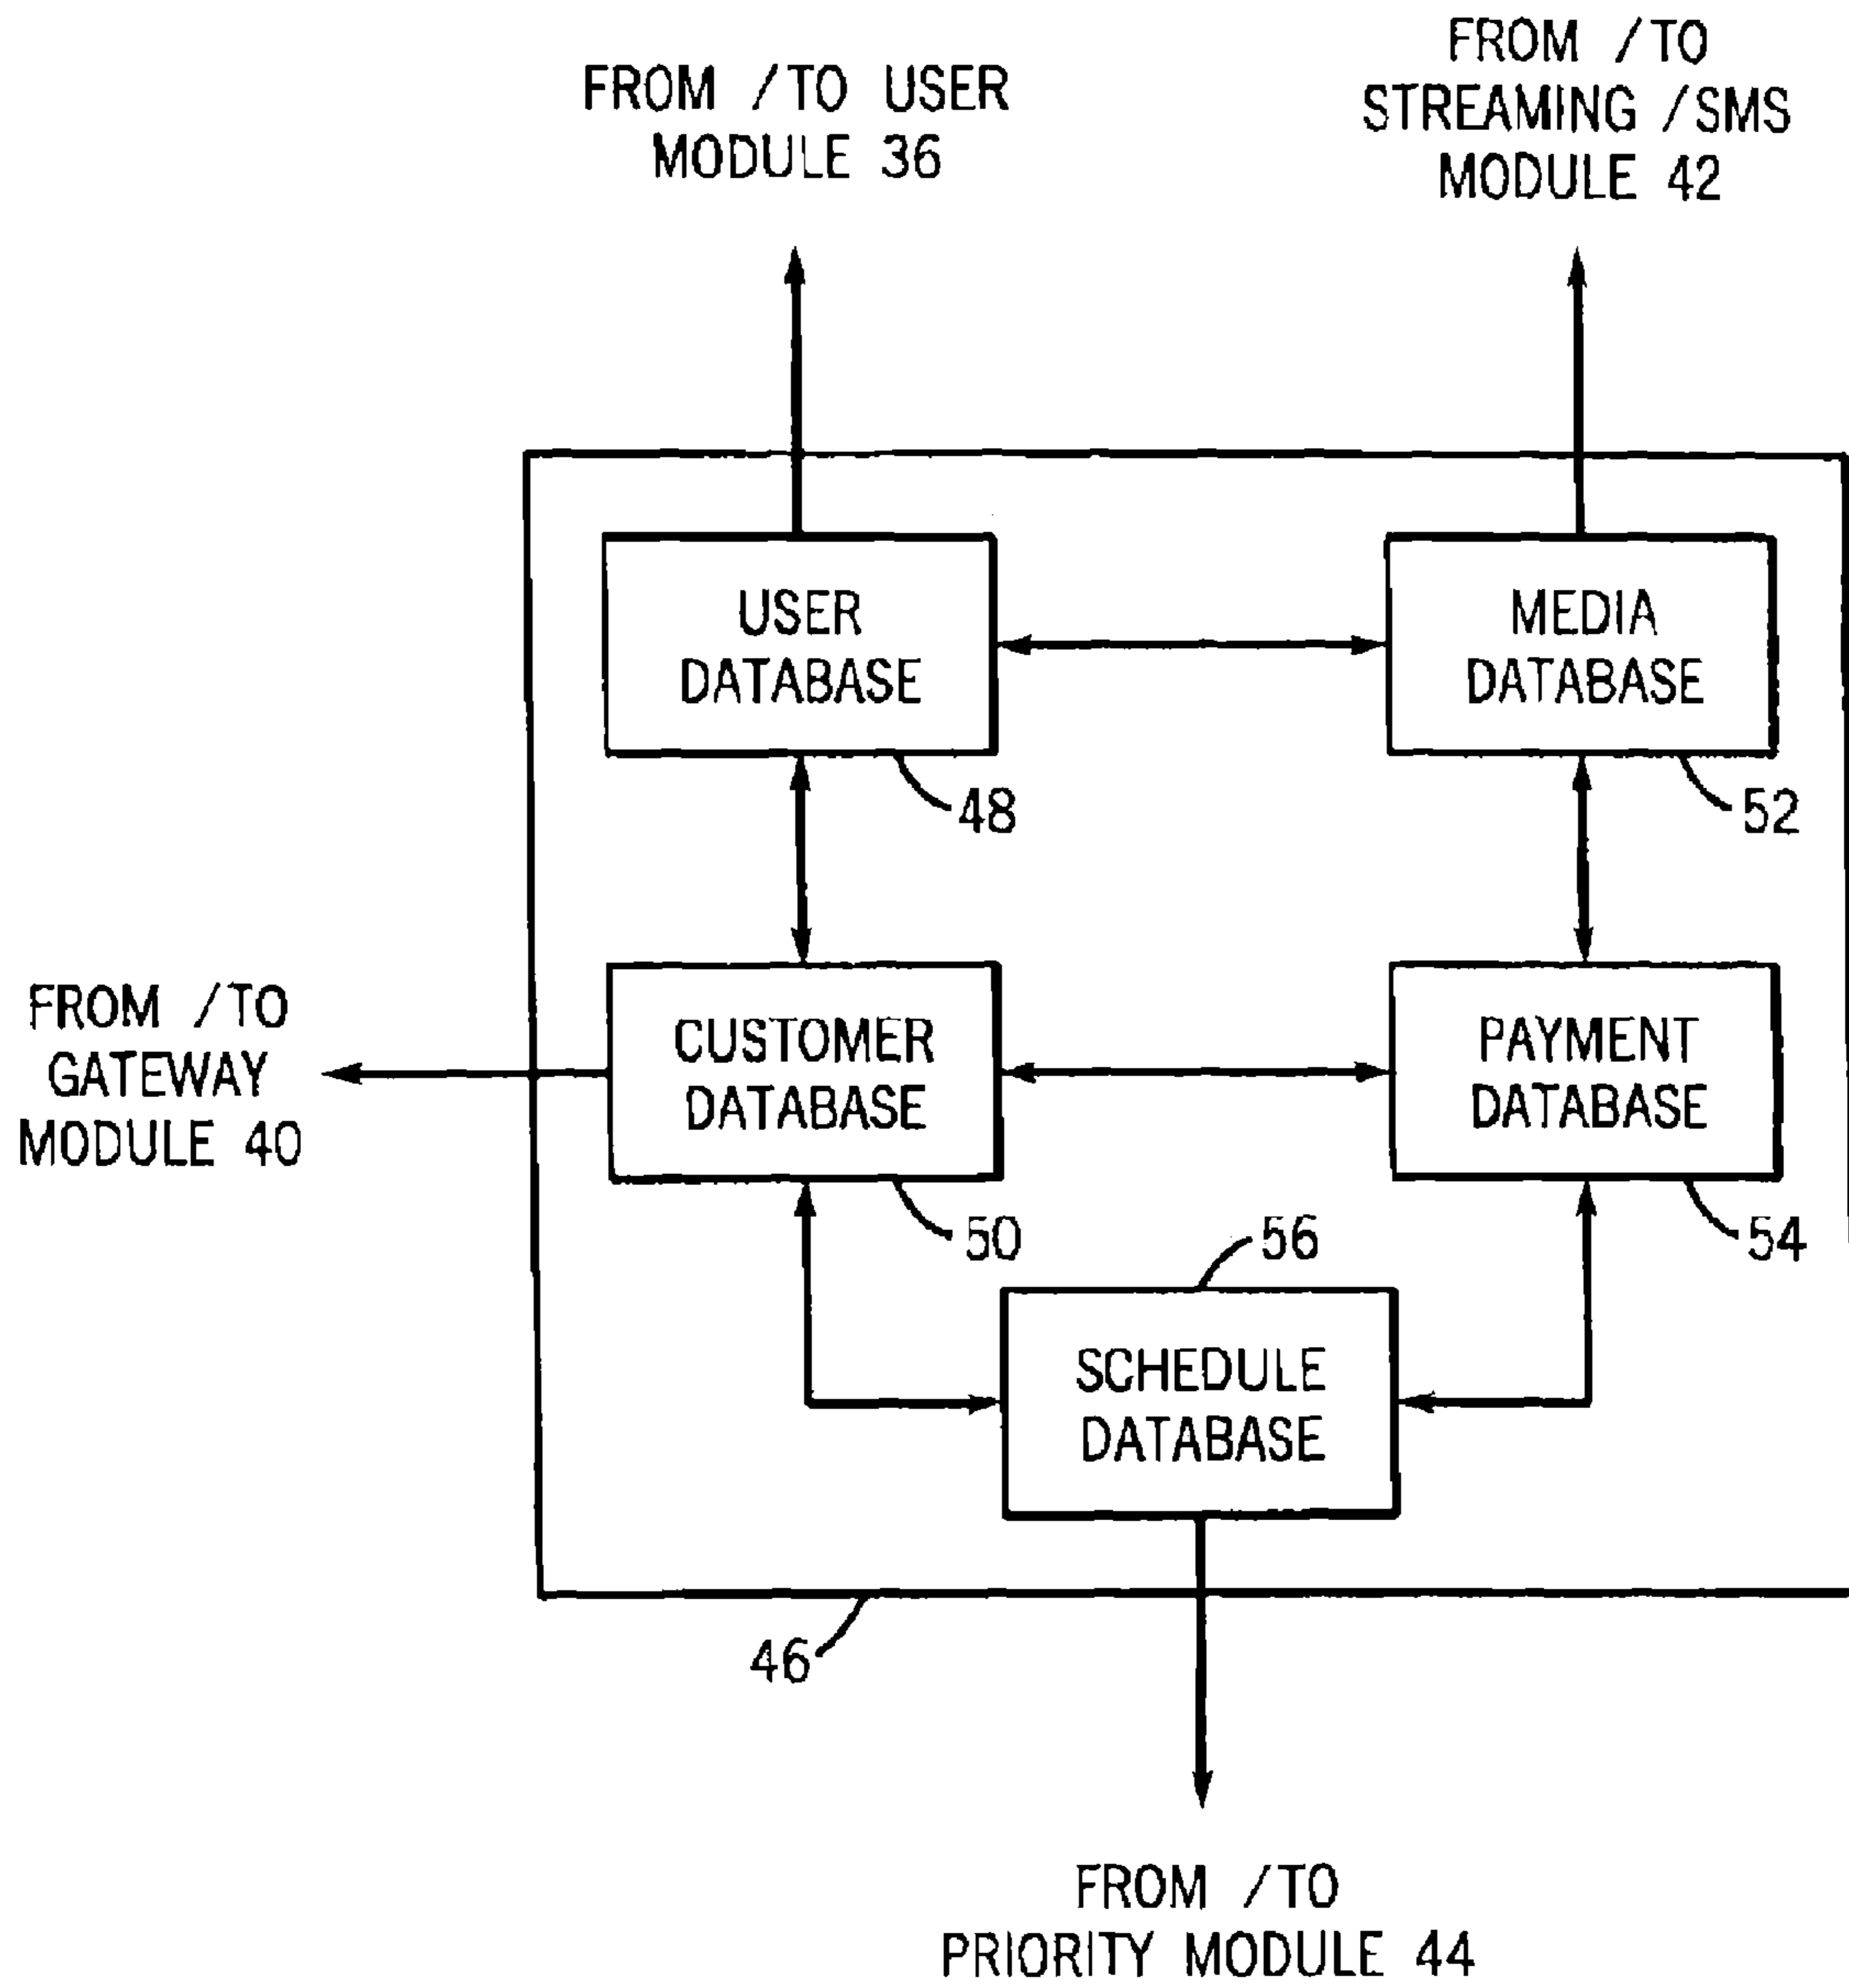 FROM /TO USER
MODULE 36
FROM /TO
STREAMING /SMS
MODULE 42
USER
DATABASE
48
MEDIA
DATABASE
52
FROM /TO
GATEWAY
MODULE 40
CUSTOMER
DATABASE
50
PAYMENT
DATABASE
54
56
SCHEDULE
DATABASE
46
FROM /TO
PRIORITY MODULE 44